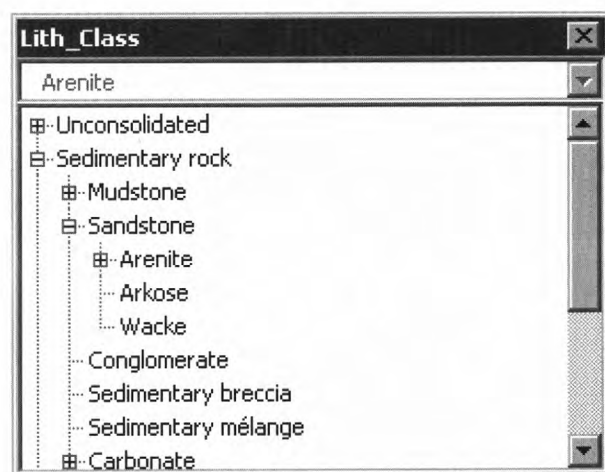 Lith_Class
Arenite
Unconsolidated
Sedimentary rock
Mudstone
Sandstone
Arenite
Arkose
Wacke
Conglomerate
Sedimentary breccia
Sedimentary mélange
Carbonate